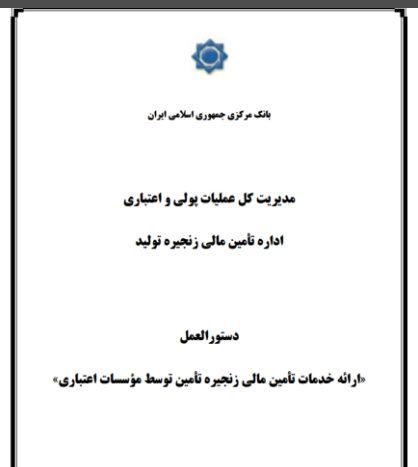 بانک مرکزی جمهوری اسلامی ایران
مدیریت کل عملیات پولی و اعتباری
اداره تأمین مالی زنجیره تولید
دستورالعمل
«ارائه خدمات تأمین مالی زنجیره تأمین توسط مؤسسات اعتباری»